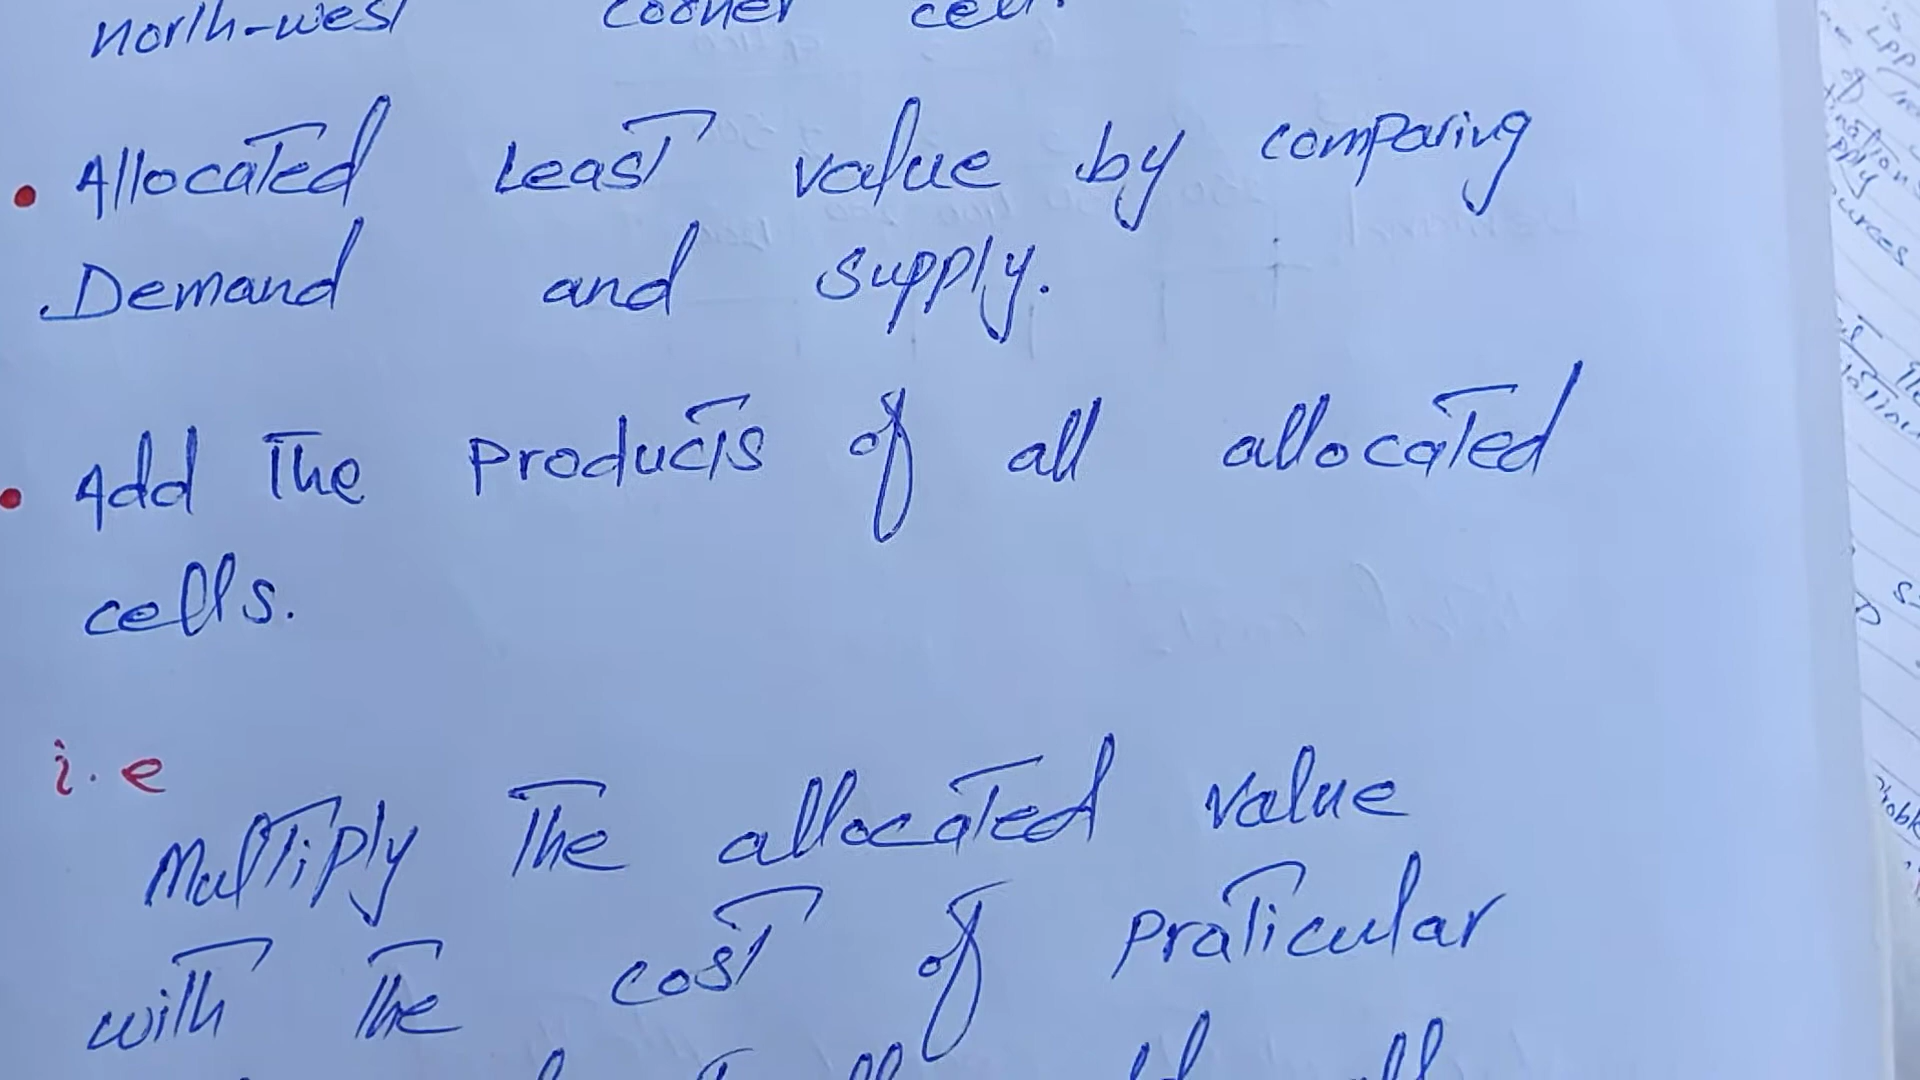 north-west corner cell.
• Allocated Least value by comparing
Demand and supply.
• Add The products of all allocated
cells.
i.e
Multiply The allocated value
with The cost of praticular